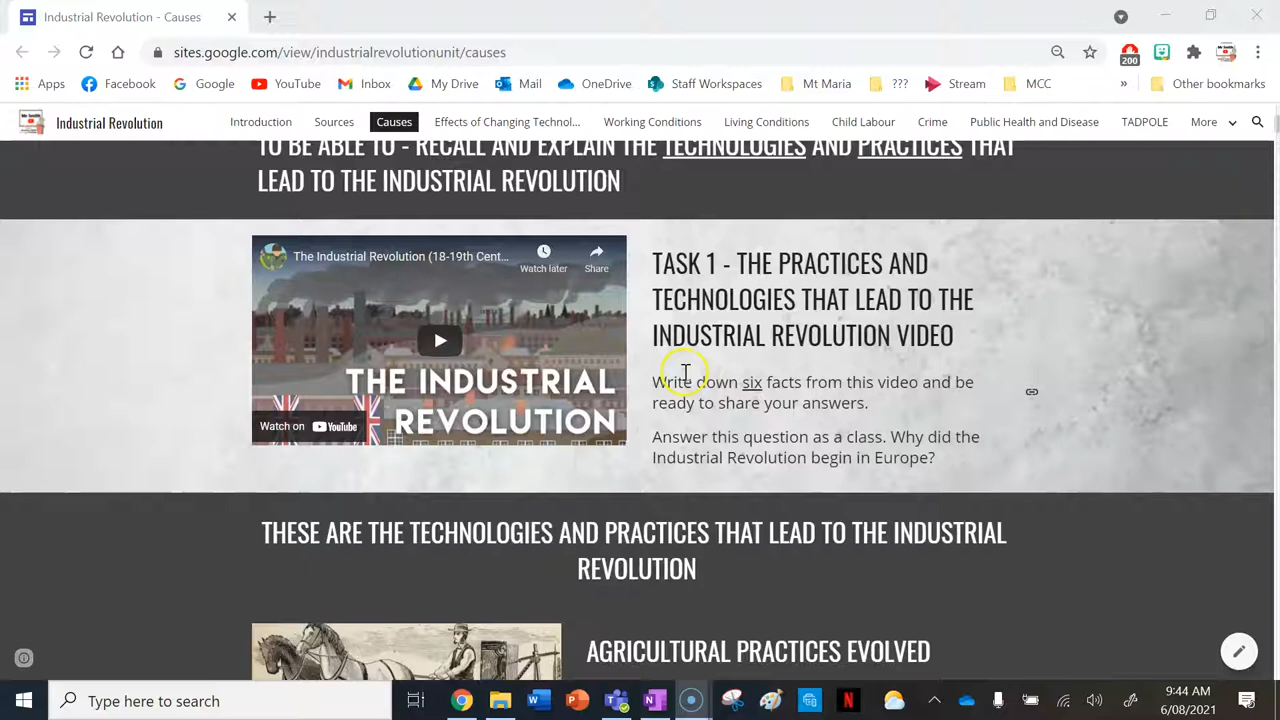 Industrial Revolution - Causes
sites.google.com/view/industrialrevolutionunit/causes
200
Apps Facebook Google YouTube Inbox My Drive Mail OneDrive Staff Workspaces Mt Maria ??? Stream MCC » Other bookmarks
Mr Smith
Industrial Revolution Introduction Sources Causes Effects of Changing Technol... Working Conditions Living Conditions Child Labour Crime Public Health and Disease TADPOLE More
TO BE ABLE TO - RECALL AND EXPLAIN THE TECHNOLOGIES AND PRACTICES THAT
LEAD TO THE INDUSTRIAL REVOLUTION
The Industrial Revolution (18-19th Cent...
Watch later Share
THE INDUSTRIAL
REVOLUTION
Watch on YouTube
TASK 1 - THE PRACTICES AND
TECHNOLOGIES THAT LEAD TO THE
INDUSTRIAL REVOLUTION VIDEO
Write down six facts from this video and be
ready to share your answers.
Answer this question as a class. Why did the
Industrial Revolution begin in Europe?
THESE ARE THE TECHNOLOGIES AND PRACTICES THAT LEAD TO THE INDUSTRIAL
REVOLUTION
AGRICULTURAL PRACTICES EVOLVED
Type here to search
9:44 AM
6/08/2021